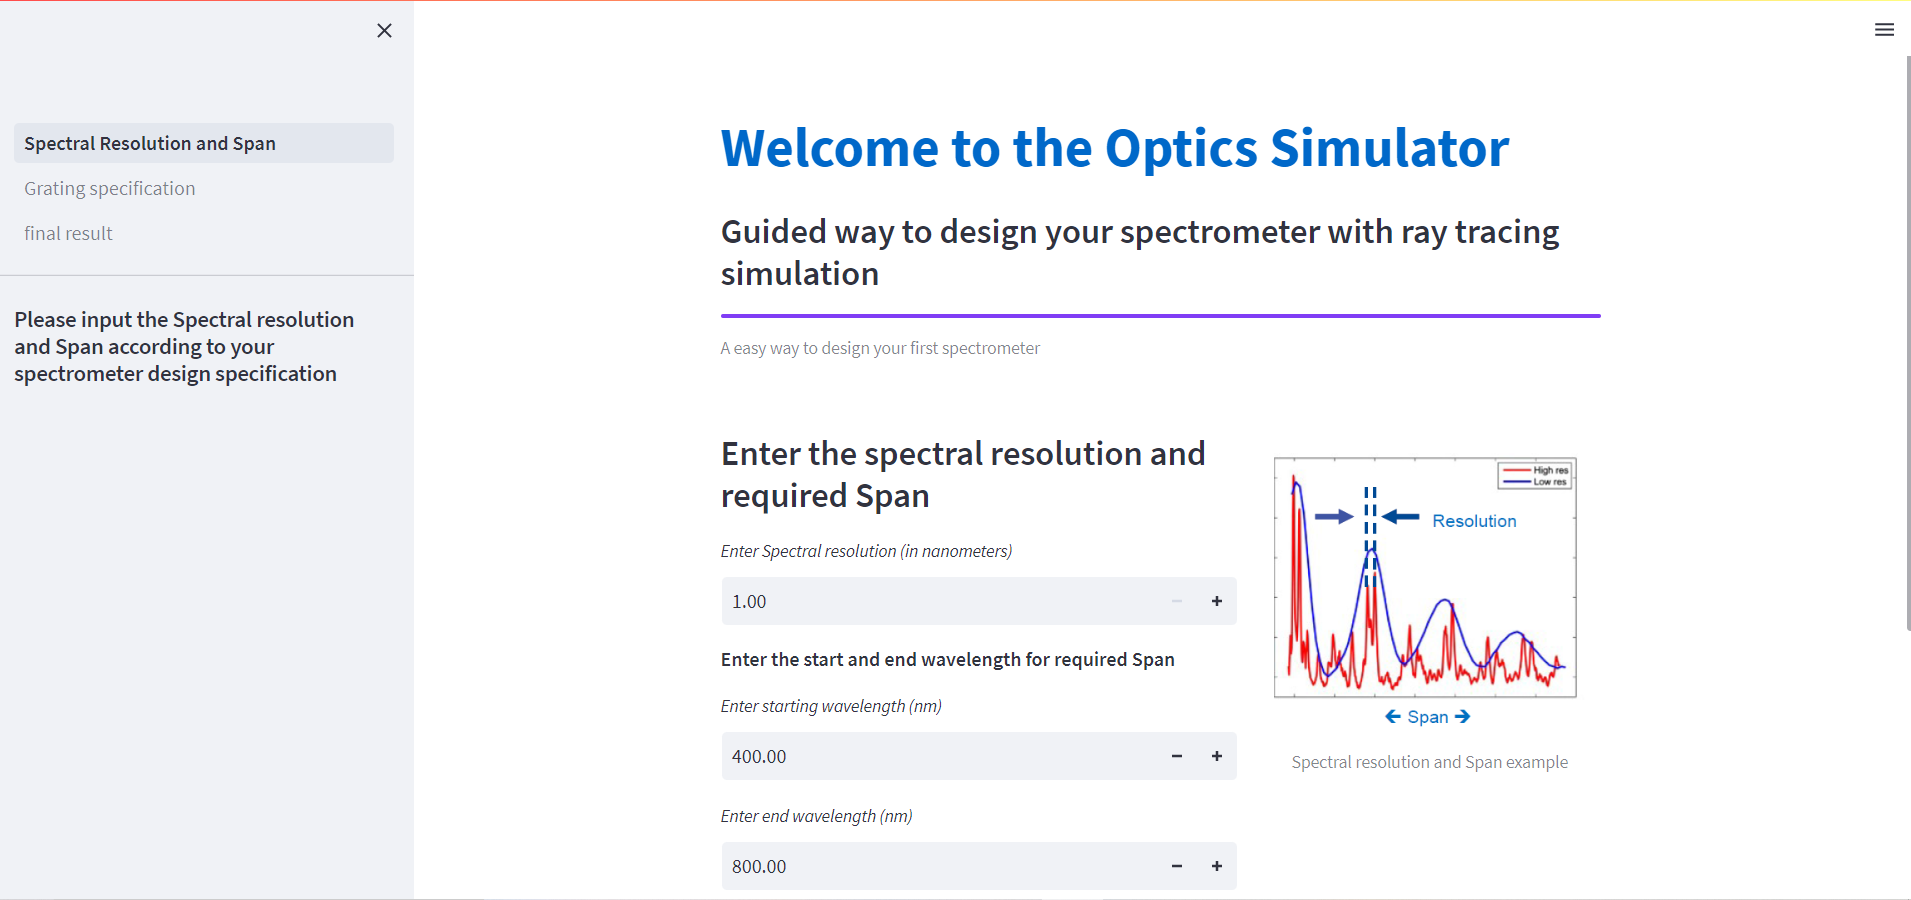 Spectral Resolution and Span
Grating specification
final result
Please input the Spectral resolution
and Span according to your
spectrometer design specification
Welcome to the Optics Simulator
Guided way to design your spectrometer with ray tracing
simulation
A easy way to design your first spectrometer
Enter the spectral resolution and
required Span
Enter Spectral resolution (in nanometers)
1.00
Enter the start and end wavelength for required Span
Enter starting wavelength (nm)
400.00
Enter end wavelength (nm)
800.00
High res
Low res
Resolution
Span
Spectral resolution and Span example